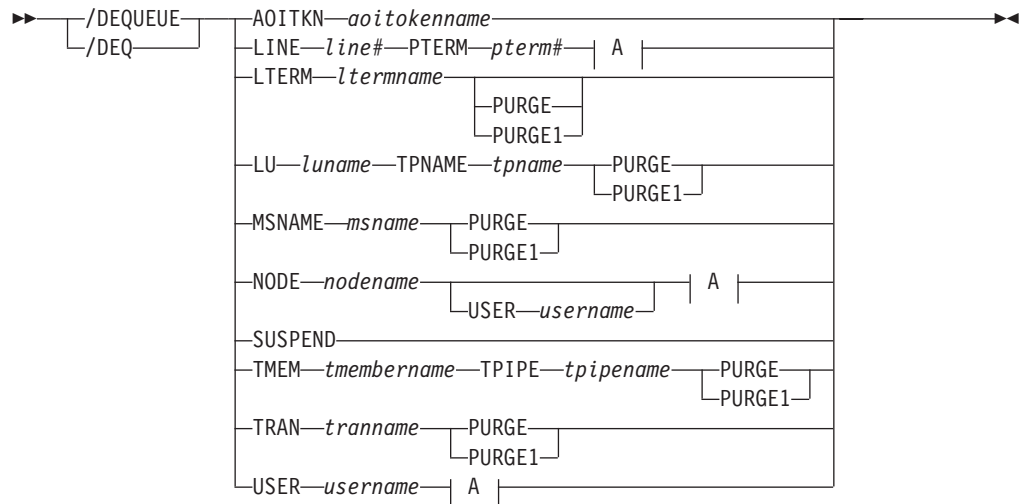 /DEQUEUE AOITKN aoitokenname
/DEQ LINE line# PTERM pterm# A
LTERM ltermname
PURGE
PURGE1
LU luname TPNAME tpname PURGE
PURGE1
MSNAME msname PURGE
PURGE1
NODE nodename A
USER username
SUSPEND
TMEM tmembername TPIPE tpipename PURGE
PURGE1
TRAN tranname PURGE
PURGE1
USER username A